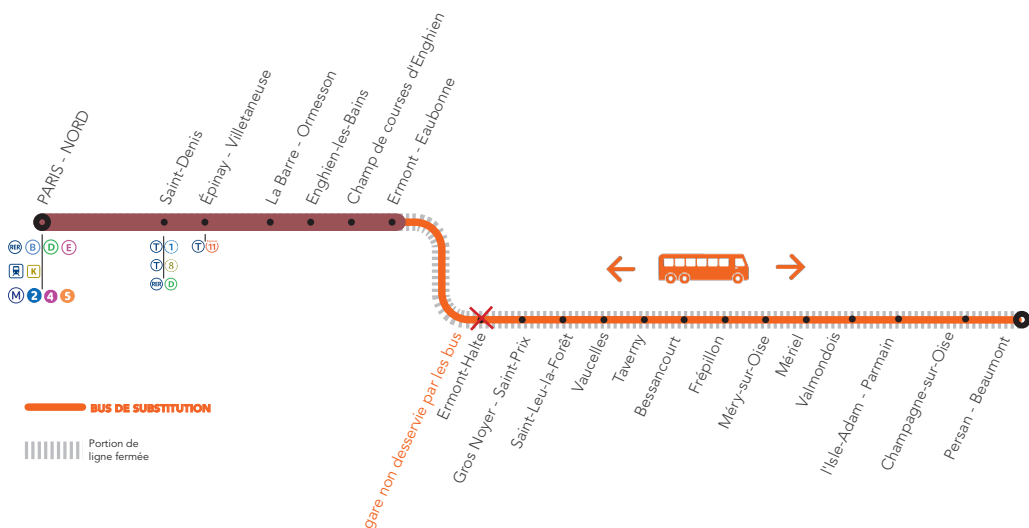 PARIS - NORD
Saint-Denis
Épinay - Villetaneuse
La Barre - Ormesson
Enghien-les-Bains
Champ de courses d'Enghien
Ermont - Eaubonne
RER B D E
K
M 2 4 5
T 1
T 8
RER D
T 11
gare non desservie par les bus
Ermont-Halte
Gros Noyer - Saint-Prix
Saint-Leu-la-Forêt
Vaucelles
Taverny
Bessancourt
Frépillon
Méry-sur-Oise
Mériel
Valmondois
l'Isle-Adam - Parmain
Champagne-sur-Oise
Persan - Beaumont
BUS DE SUBSTITUTION
Portion de
ligne fermée